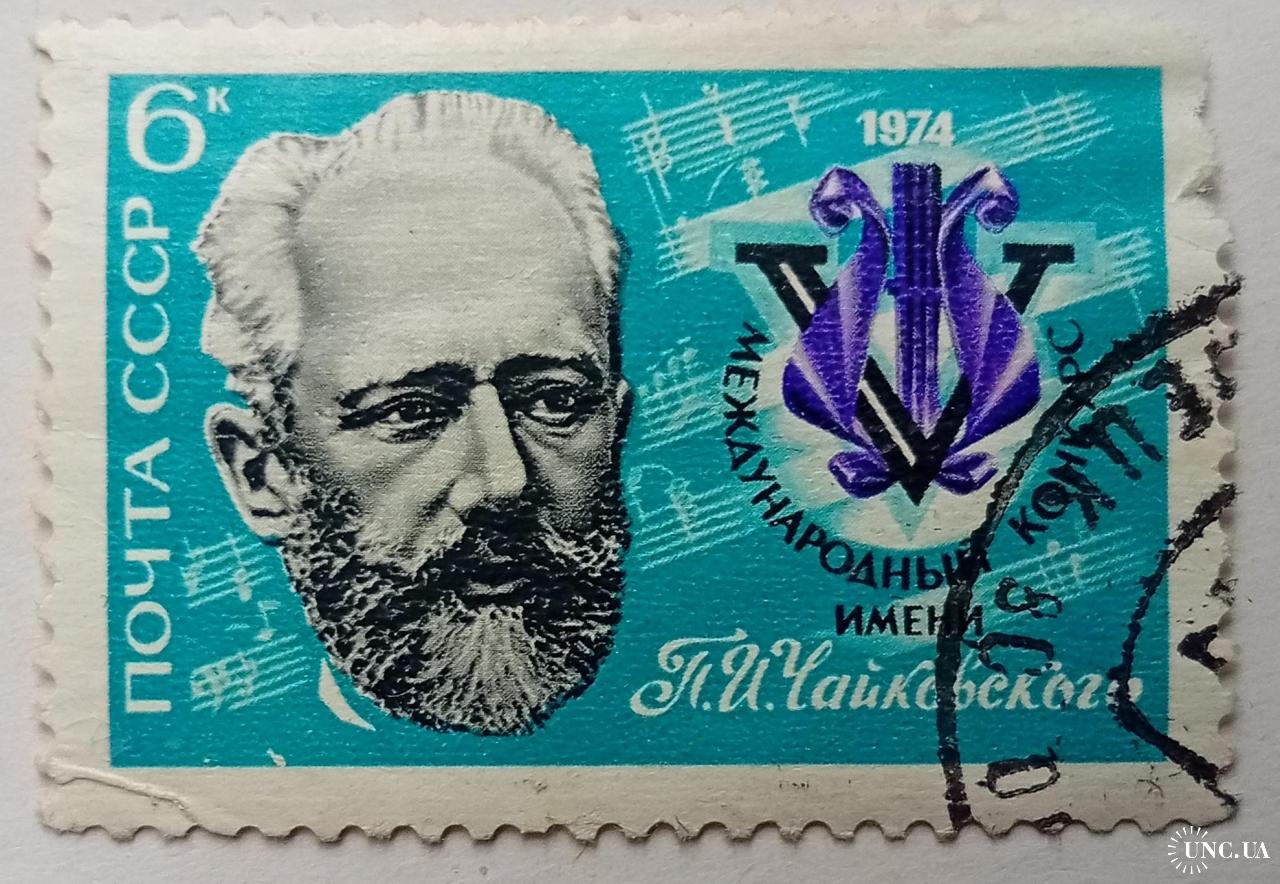 6К
ПОЧТА СССР
1974
V
МЕЖДУНАРОДНЫЙ КОНКУРС
ИМЕНИ
П.И.Чайковского
UNC.UA